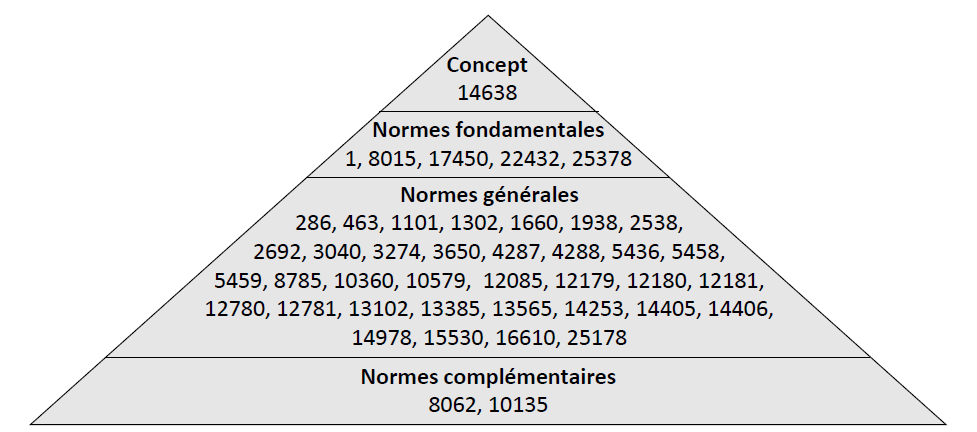 Concept
14638
Normes fondamentales
1, 8015, 17450, 22432, 25378
Normes générales
286, 463, 1101, 1302, 1660, 1938, 2538,
2692, 3040, 3274, 3650, 4287, 4288, 5436, 5458,
5459, 8785, 10360, 10579, 12085, 12179, 12180, 12181,
12780, 12781, 13102, 13385, 13565, 14253, 14405, 14406,
14978, 15530, 16610, 25178
Normes complémentaires
8062, 10135